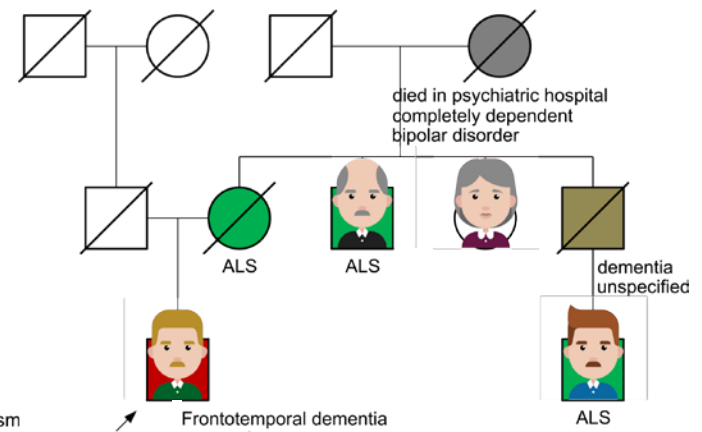 died in psychiatric hospital
completely dependent
bipolar disorder
ALS
ALS
dementia
unspecified
Frontotemporal dementia
ALS